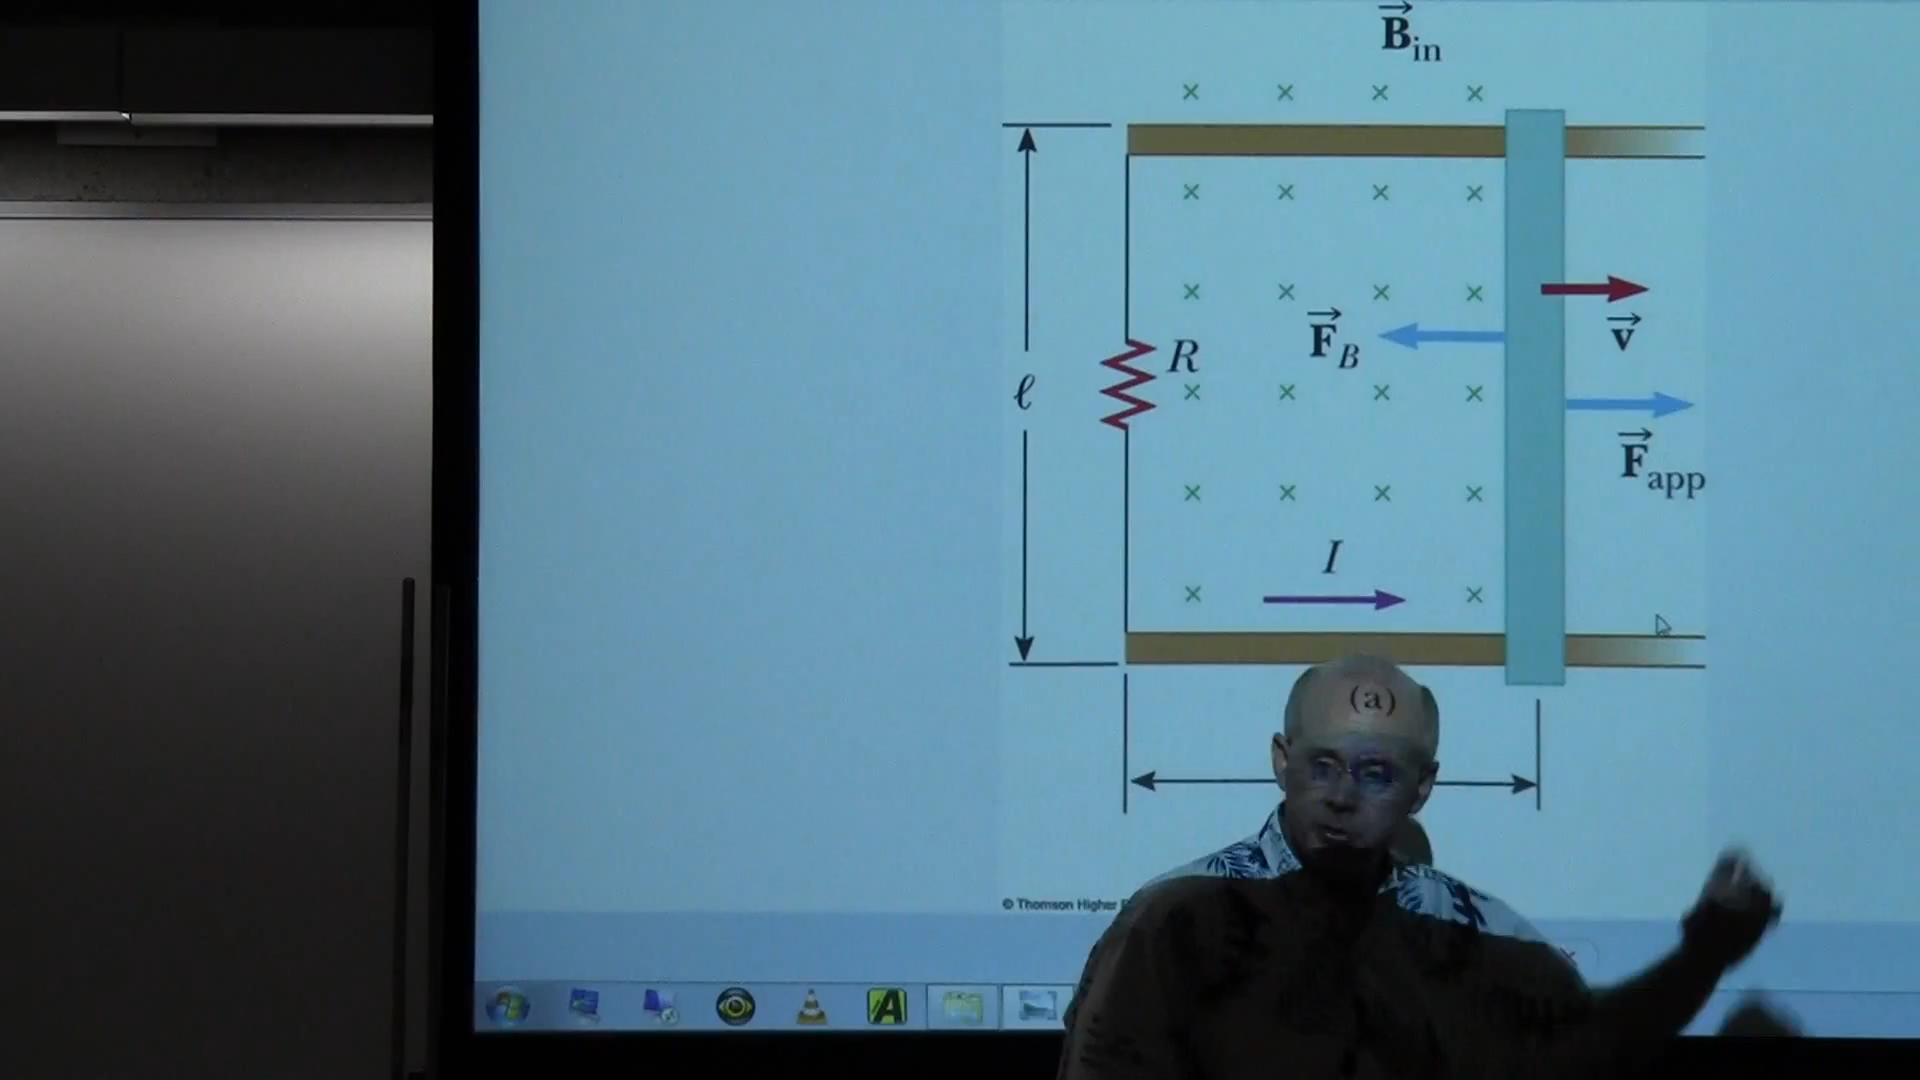 B in
R
F B
v
ℓ
F app
I
(a)
© Thomson Higher
A